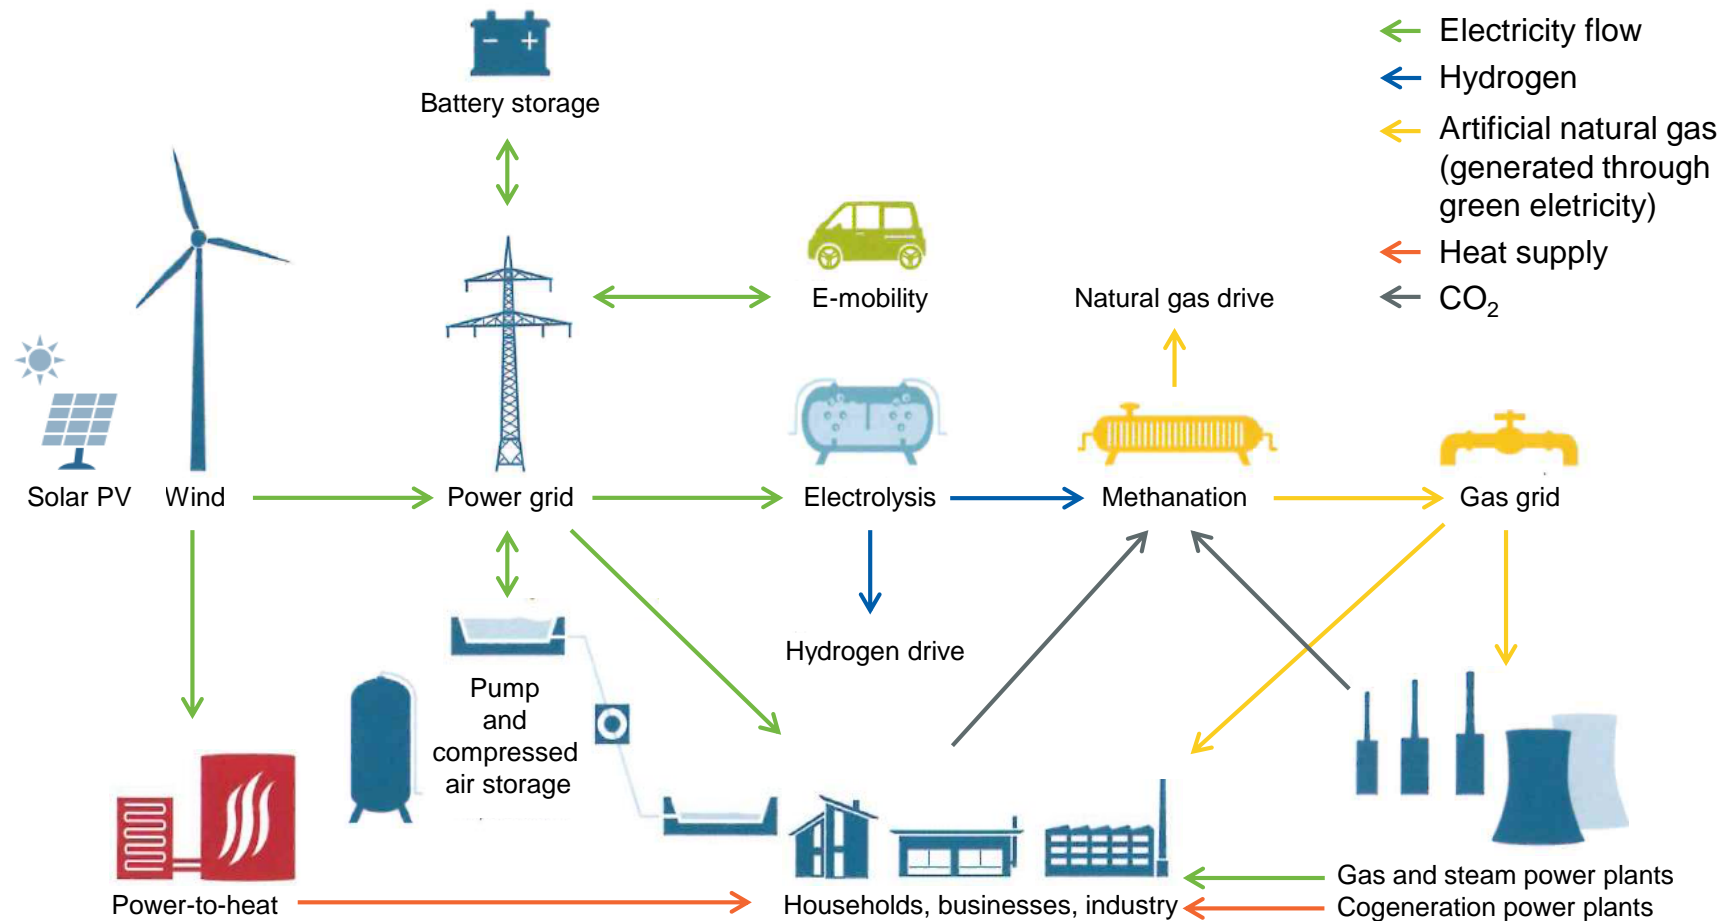 Electricity flow
Hydrogen
Artificial natural gas
(generated through
green eletricity)
Heat supply
CO₂
Battery storage
E-mobility
Natural gas drive
Solar PV
Wind
Power grid
Electrolysis
Methanation
Gas grid
Hydrogen drive
Pump
and
compressed
air storage
Power-to-heat
Households, businesses, industry
Gas and steam power plants
Cogeneration power plants